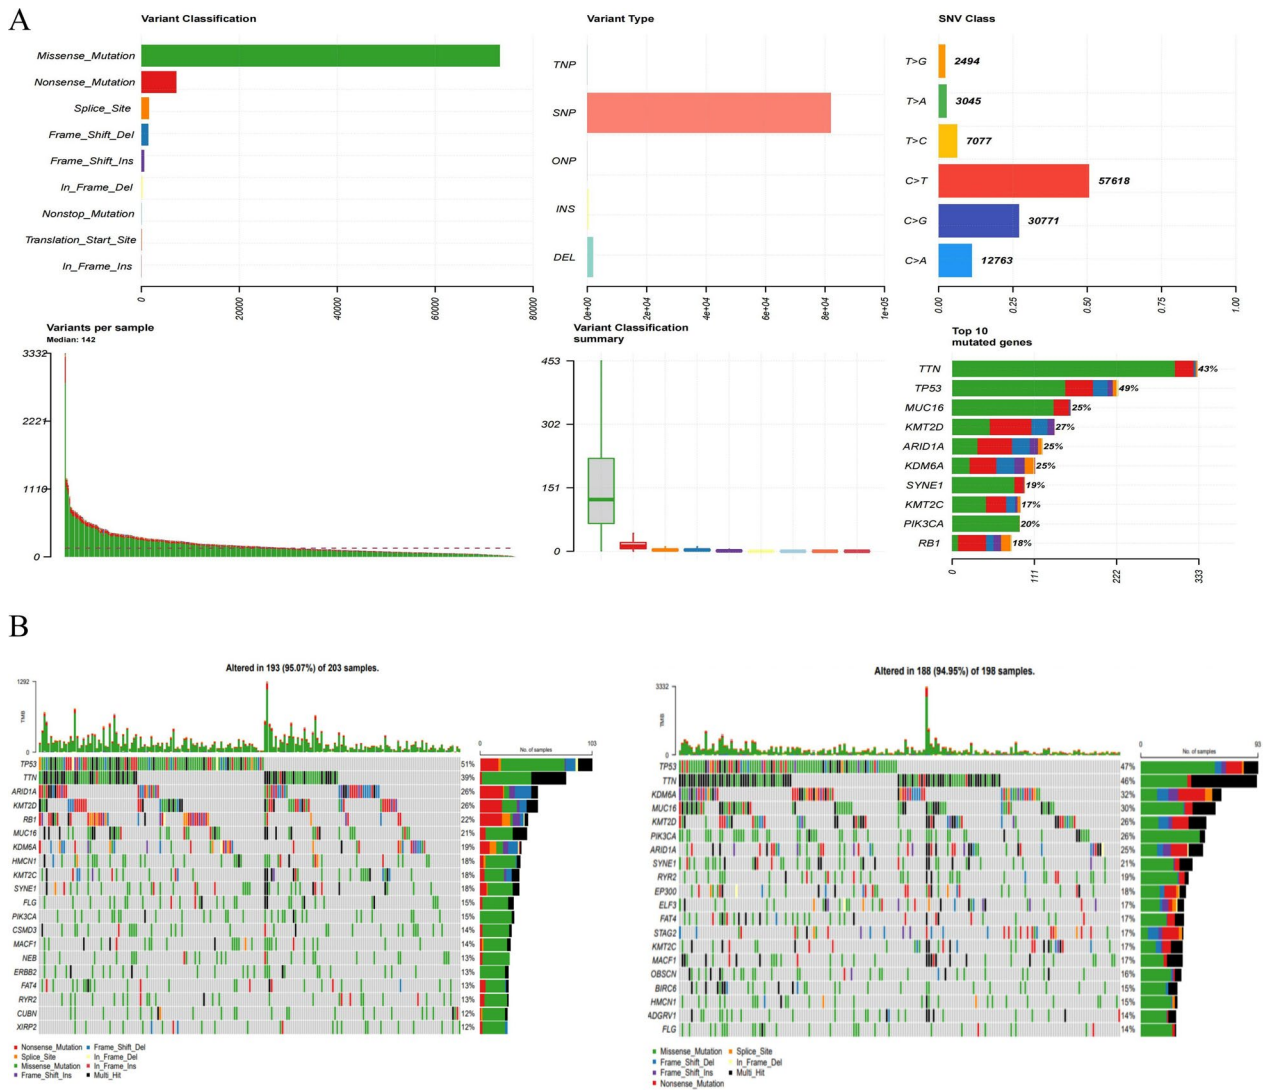 A
Variant Classification
Missense_Mutation
Nonsense_Mutation
Splice_Site
Frame_Shift_Del
Frame_Shift_Ins
In_Frame_Del
Nonstop_Mutation
Translation_Start_Site
In_Frame_Ins
0 20000 40000 60000 80000
Variant Type
TNP
SNP
ONP
INS
DEL
0e+00 2e+04 4e+04 6e+04 8e+04 1e+05
SNV Class
T>G 2494
T>A 3045
T>C 7077
C>T 57618
C>G 30771
C>A 12763
0.00 0.25 0.50 0.75 1.00
Variants per sample
Median: 142
3332
2221
1110
0
Variant Classification
summary
453
302
151
0
Top 10
mutated genes
TTN 43%
TP53 49%
MUC16 25%
KMT2D 27%
ARID1A 25%
KDM6A 25%
SYNE1 19%
KMT2C 17%
PIK3CA 20%
RB1 18%
0 111 222 333
B
Altered in 193 (95.07%) of 203 samples.
1292
TMB
0
No. of samples
0 103
TP53 51%
TTN 39%
ARID1A 26%
KMT2D 26%
RB1 22%
MUC16 21%
KDM6A 19%
HMCN1 18%
KMT2C 18%
SYNE1 18%
FLG 15%
PIK3CA 15%
CSMD3 14%
MACF1 14%
NEB 13%
ERBB2 13%
FAT4 13%
RYR2 13%
CUBN 12%
XIRP2 12%
Nonsense_Mutation Frame_Shift_Del
Splice_Site In_Frame_Del
Missense_Mutation In_Frame_Ins
Frame_Shift_Ins Multi_Hit
Altered in 188 (94.95%) of 198 samples.
3332
TMB
0
No. of samples
0 93
TP53 47%
TTN 46%
KDM6A 32%
MUC16 30%
KMT2D 26%
PIK3CA 26%
ARID1A 25%
SYNE1 21%
RYR2 19%
EP300 18%
ELF3 17%
FAT4 17%
STAG2 17%
KMT2C 17%
MACF1 17%
OBSCN 16%
BIRC6 15%
HMCN1 15%
ADGRV1 14%
FLG 14%
Missense_Mutation Splice_Site
Frame_Shift_Del In_Frame_Del
Frame_Shift_Ins Multi_Hit
Nonsense_Mutation